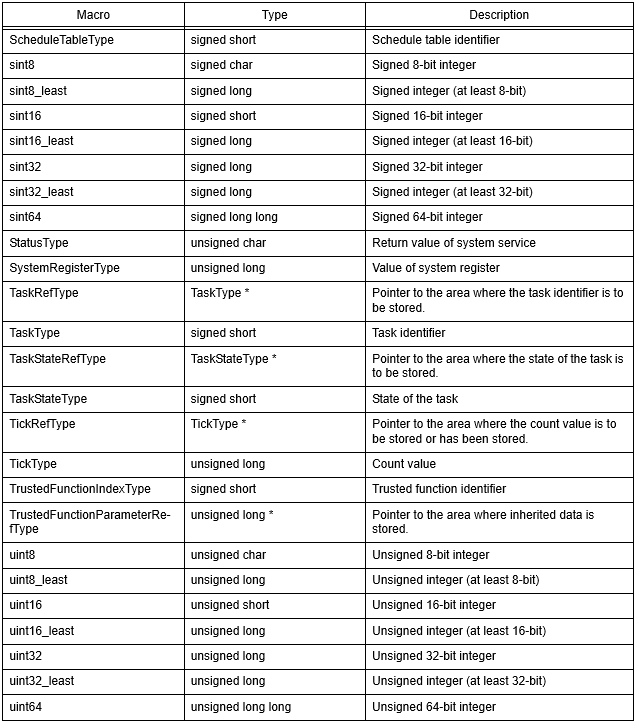 Macro Type Description
ScheduleTableType signed short Schedule table identifier
sint8 signed char Signed 8-bit integer
sint8_least signed long Signed integer (at least 8-bit)
sint16 signed short Signed 16-bit integer
sint16_least signed long Signed integer (at least 16-bit)
sint32 signed long Signed 32-bit integer
sint32_least signed long Signed integer (at least 32-bit)
sint64 signed long long Signed 64-bit integer
StatusType unsigned char Return value of system service
SystemRegisterType unsigned long Value of system register
TaskRefType TaskType * Pointer to the area where the task identifier is to
be stored.
TaskType signed short Task identifier
TaskStateRefType TaskStateType * Pointer to the area where the state of the task is
to be stored.
TaskStateType signed short State of the task
TickRefType TickType * Pointer to the area where the count value is to
be stored or has been stored.
TickType unsigned long Count value
TrustedFunctionIndexType signed short Trusted function identifier
TrustedFunctionParameterRe- unsigned long * Pointer to the area where inherited data is
fType stored.
uint8 unsigned char Unsigned 8-bit integer
uint8_least unsigned long Unsigned integer (at least 8-bit)
uint16 unsigned short Unsigned 16-bit integer
uint16_least unsigned long Unsigned integer (at least 16-bit)
uint32 unsigned long Unsigned 32-bit integer
uint32_least unsigned long Unsigned integer (at least 32-bit)
uint64 unsigned long long Unsigned 64-bit integer